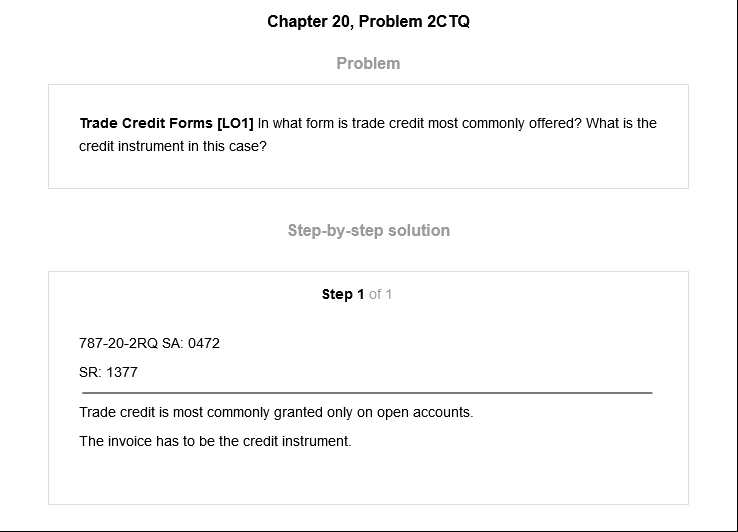 Chapter 20, Problem 2CTQ
Problem
Trade Credit Forms [LO1] In what form is trade credit most commonly offered? What is the
credit instrument in this case?
Step-by-step solution
Step 1 of 1
787-20-2RQ SA: 0472
SR: 1377
Trade credit is most commonly granted only on open accounts.
The invoice has to be the credit instrument.